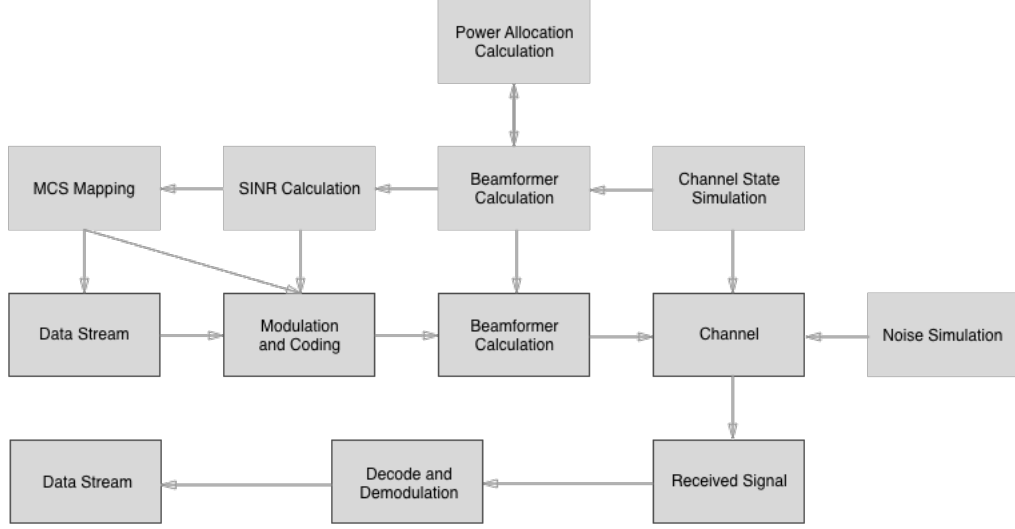 Power Allocation
Calculation
MCS Mapping
SINR Calculation
Beamformer
Calculation
Channel State
Simulation
Data Stream
Modulation
and Coding
Beamformer
Calculation
Channel
Noise Simulation
Data Stream
Decode and
Demodulation
Received Signal